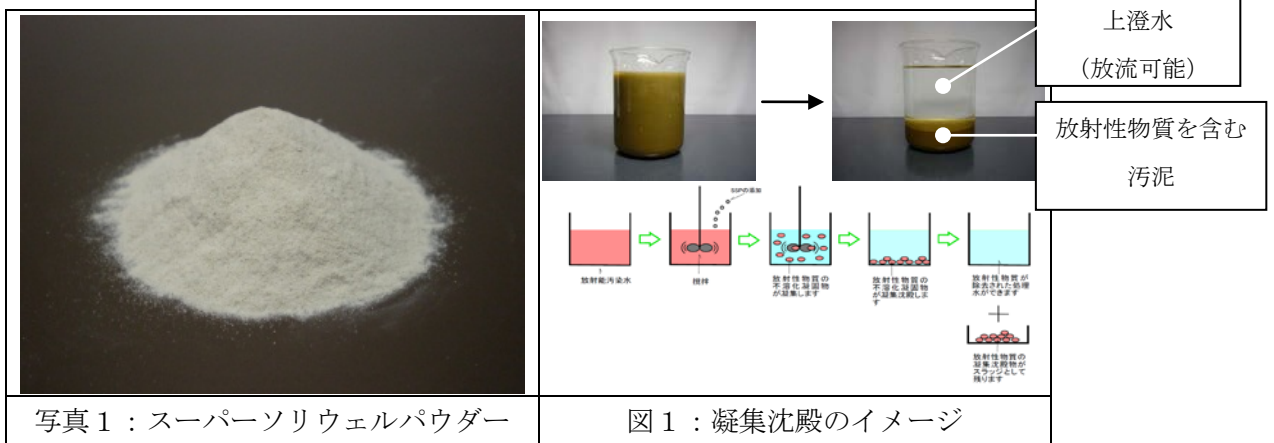 上澄水
（放流可能）
放射性物質を含む
汚泥
SSPの添加
放射能汚染水
撹拌
放射性物質の
不溶化凝固物
が凝集します
放射性物質の
不溶化凝固物
が凝集沈殿しま
す
放射性物質が
除去された処理
水ができます
放射性物質の
凝集沈殿物が
スラッジとして
残ります
写真１：スーパーソリウェルパウダー
図１：凝集沈殿のイメージ